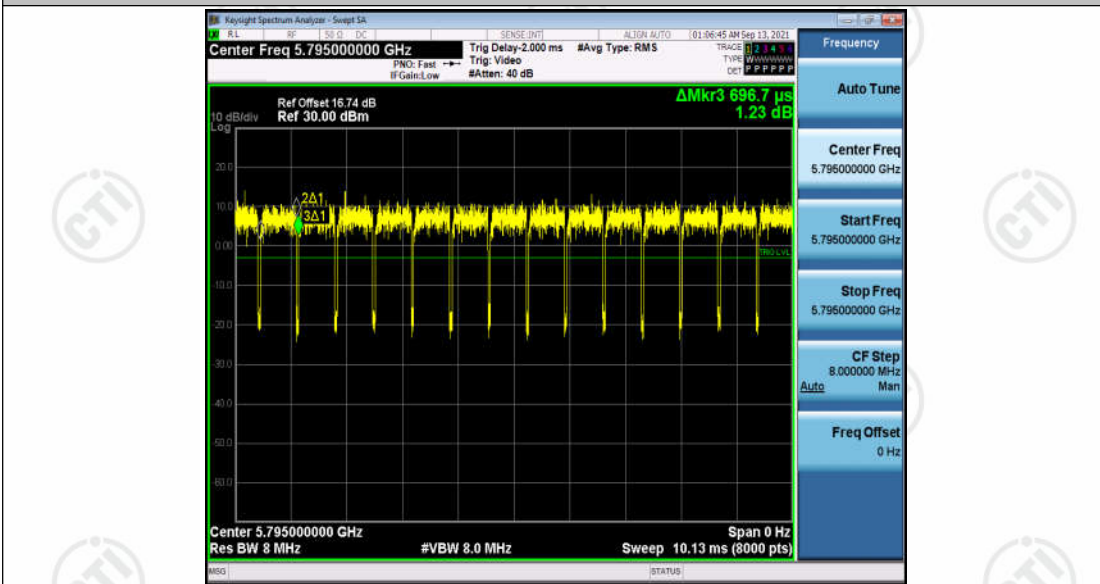 Keysight Spectrum Analyzer - Swept SA
RL RF 50 Ω DC SENSE:INT ALIGN AUTO 01:06:45 AM Sep 13, 2021
Center Freq 5.795000000 GHz
PNO: Fast
IFGain:Low
Trig Delay-2.000 ms
Trig: Video
#Atten: 40 dB
#Avg Type: RMS
TRACE 1 2 3 4 5 6
TYPE WWWWWW
DET P P P P P P
Ref Offset 16.74 dB
10 dB/div Ref 30.00 dBm
Log
ΔMkr3 696.7 µs
1.23 dB
20.0
10.0
0.00
-10.0
-20.0
-30.0
-40.0
-50.0
-60.0
2Δ1
3Δ1
TRIG LVL
Center 5.795000000 GHz
Span 0 Hz
Res BW 8 MHz #VBW 8.0 MHz Sweep 10.13 ms (8000 pts)
MSG STATUS
Frequency
Auto Tune
Center Freq
5.795000000 GHz
Start Freq
5.795000000 GHz
Stop Freq
5.795000000 GHz
CF Step
8.000000 MHz
Auto Man
Freq Offset
0 Hz
CTI
CTI